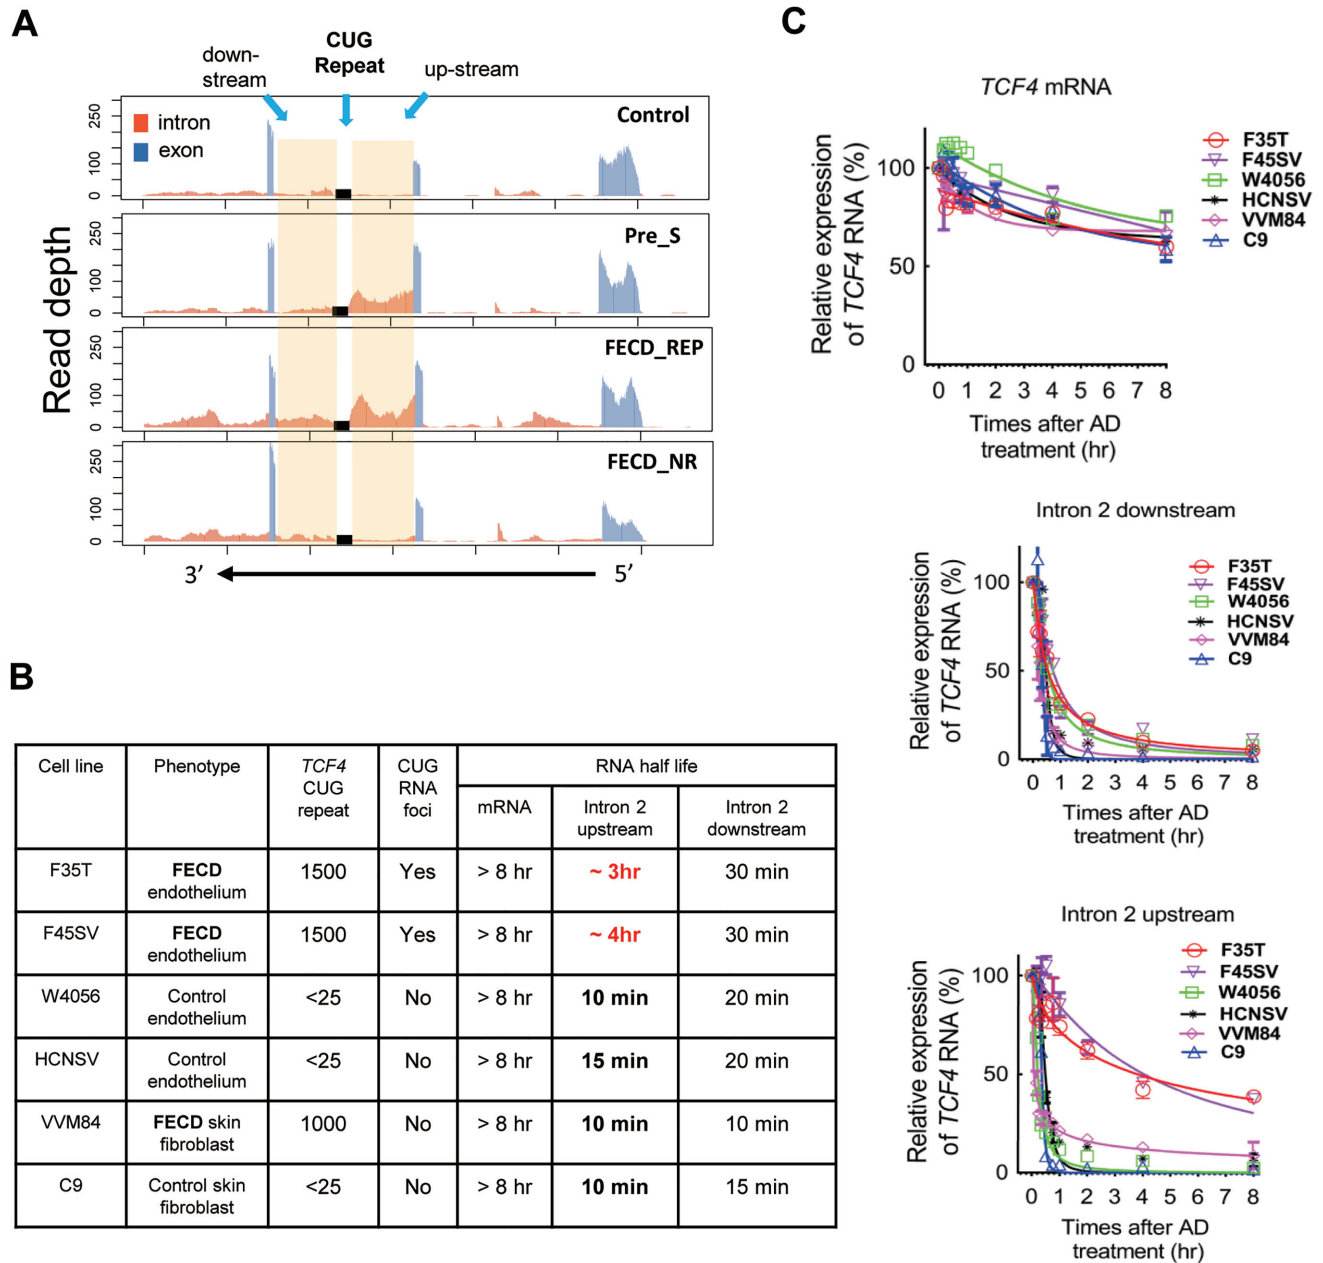 A
down-
stream
CUG
Repeat
up-stream
intron
exon
Control
250
100
0
Pre_S
250
100
0
FECD_REP
250
100
0
FECD_NR
250
100
0
Read depth
3’
5’
B
Cell line
Phenotype
TCF4
CUG
repeat
CUG
RNA
foci
RNA half life
mRNA
Intron 2
upstream
Intron 2
downstream
F35T
FECD
endothelium
1500
Yes
> 8 hr
~ 3hr
30 min
F45SV
FECD
endothelium
1500
Yes
> 8 hr
~ 4hr
30 min
W4056
Control
endothelium
<25
No
> 8 hr
10 min
20 min
HCNSV
Control
endothelium
<25
No
> 8 hr
15 min
20 min
VVM84
FECD skin
fibroblast
1000
No
> 8 hr
10 min
10 min
C9
Control skin
fibroblast
<25
No
> 8 hr
10 min
15 min
C
TCF4 mRNA
Relative expression
of TCF4 RNA (%)
100
50
0
0 1 2 3 4 5 6 7 8
Times after AD
treatment (hr)
F35T
F45SV
W4056
HCNSV
VVM84
C9
Intron 2 downstream
Relative expression
of TCF4 RNA (%)
100
50
0
0 1 2 3 4 5 6 7 8
Times after AD
treatment (hr)
F35T
F45SV
W4056
HCNSV
VVM84
C9
Intron 2 upstream
Relative expression
of TCF4 RNA (%)
100
50
0
0 1 2 3 4 5 6 7 8
Times after AD
treatment (hr)
F35T
F45SV
W4056
HCNSV
VVM84
C9